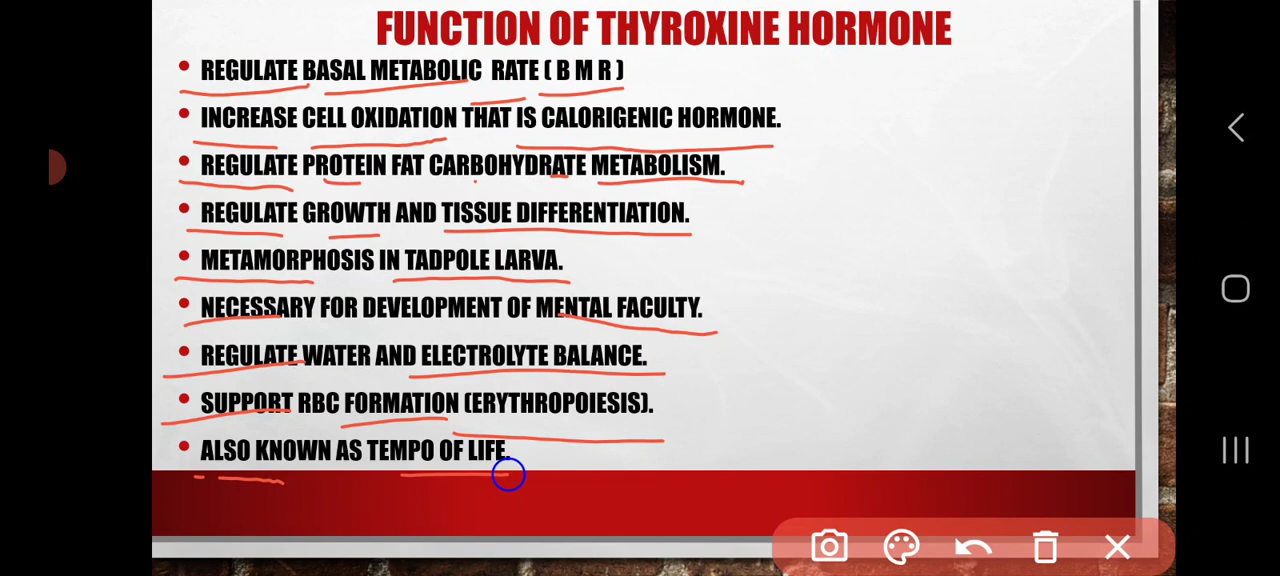 FUNCTION OF THYROXINE HORMONE
• REGULATE BASAL METABOLIC RATE ( B M R )
• INCREASE CELL OXIDATION THAT IS CALORIGENIC HORMONE.
• REGULATE PROTEIN FAT CARBOHYDRATE METABOLISM.
• REGULATE GROWTH AND TISSUE DIFFERENTIATION.
• METAMORPHOSIS IN TADPOLE LARVA.
• NECESSARY FOR DEVELOPMENT OF MENTAL FACULTY.
• REGULATE WATER AND ELECTROLYTE BALANCE.
• SUPPORT RBC FORMATION (ERYTHROPOIESIS).
• ALSO KNOWN AS TEMPO OF LIFE.